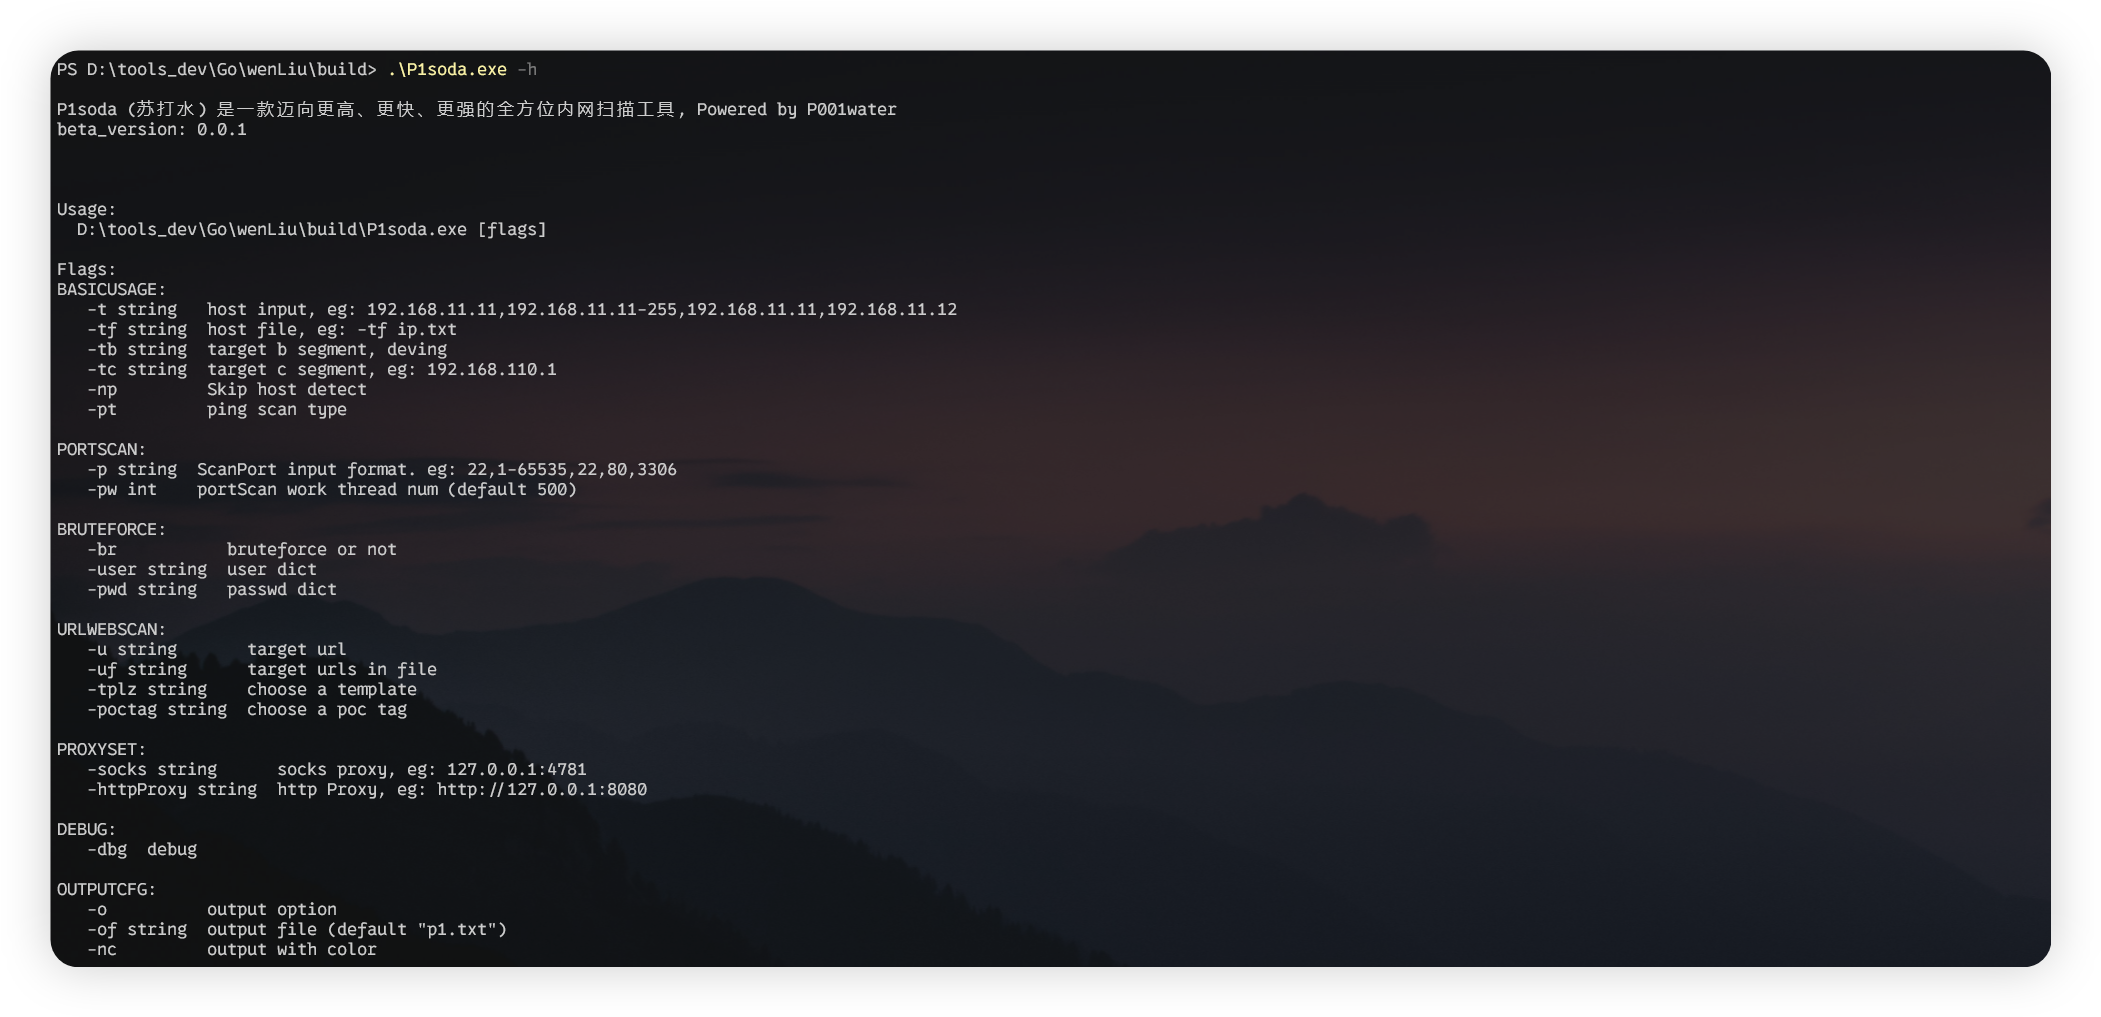 PS D:\tools_dev\Go\wenLiu\build> .\P1soda.exe -h
P1soda (苏打水) 是一款迈向更高、更快、更强的全方位内网扫描工具, Powered by P001water
beta_version: 0.0.1
Usage:
D:\tools_dev\Go\wenLiu\build\P1soda.exe [flags]
Flags:
BASICUSAGE:
-t string host input, eg: 192.168.11.11,192.168.11.11-255,192.168.11.11,192.168.11.12
-tf string host file, eg: -tf ip.txt
-tb string target b segment, deving
-tc string target c segment, eg: 192.168.110.1
-np Skip host detect
-pt ping scan type
PORTSCAN:
-p string ScanPort input format. eg: 22,1-65535,22,80,3306
-pw int portScan work thread num (default 500)
BRUTEFORCE:
-br bruteforce or not
-user string user dict
-pwd string passwd dict
URLWEBSCAN:
-u string target url
-uf string target urls in file
-tplz string choose a template
-poctag string choose a poc tag
PROXYSET:
-socks string socks proxy, eg: 127.0.0.1:4781
-httpProxy string http Proxy, eg: http://127.0.0.1:8080
DEBUG:
-dbg debug
OUTPUTCFG:
-o output option
-of string output file (default "p1.txt")
-nc output with color